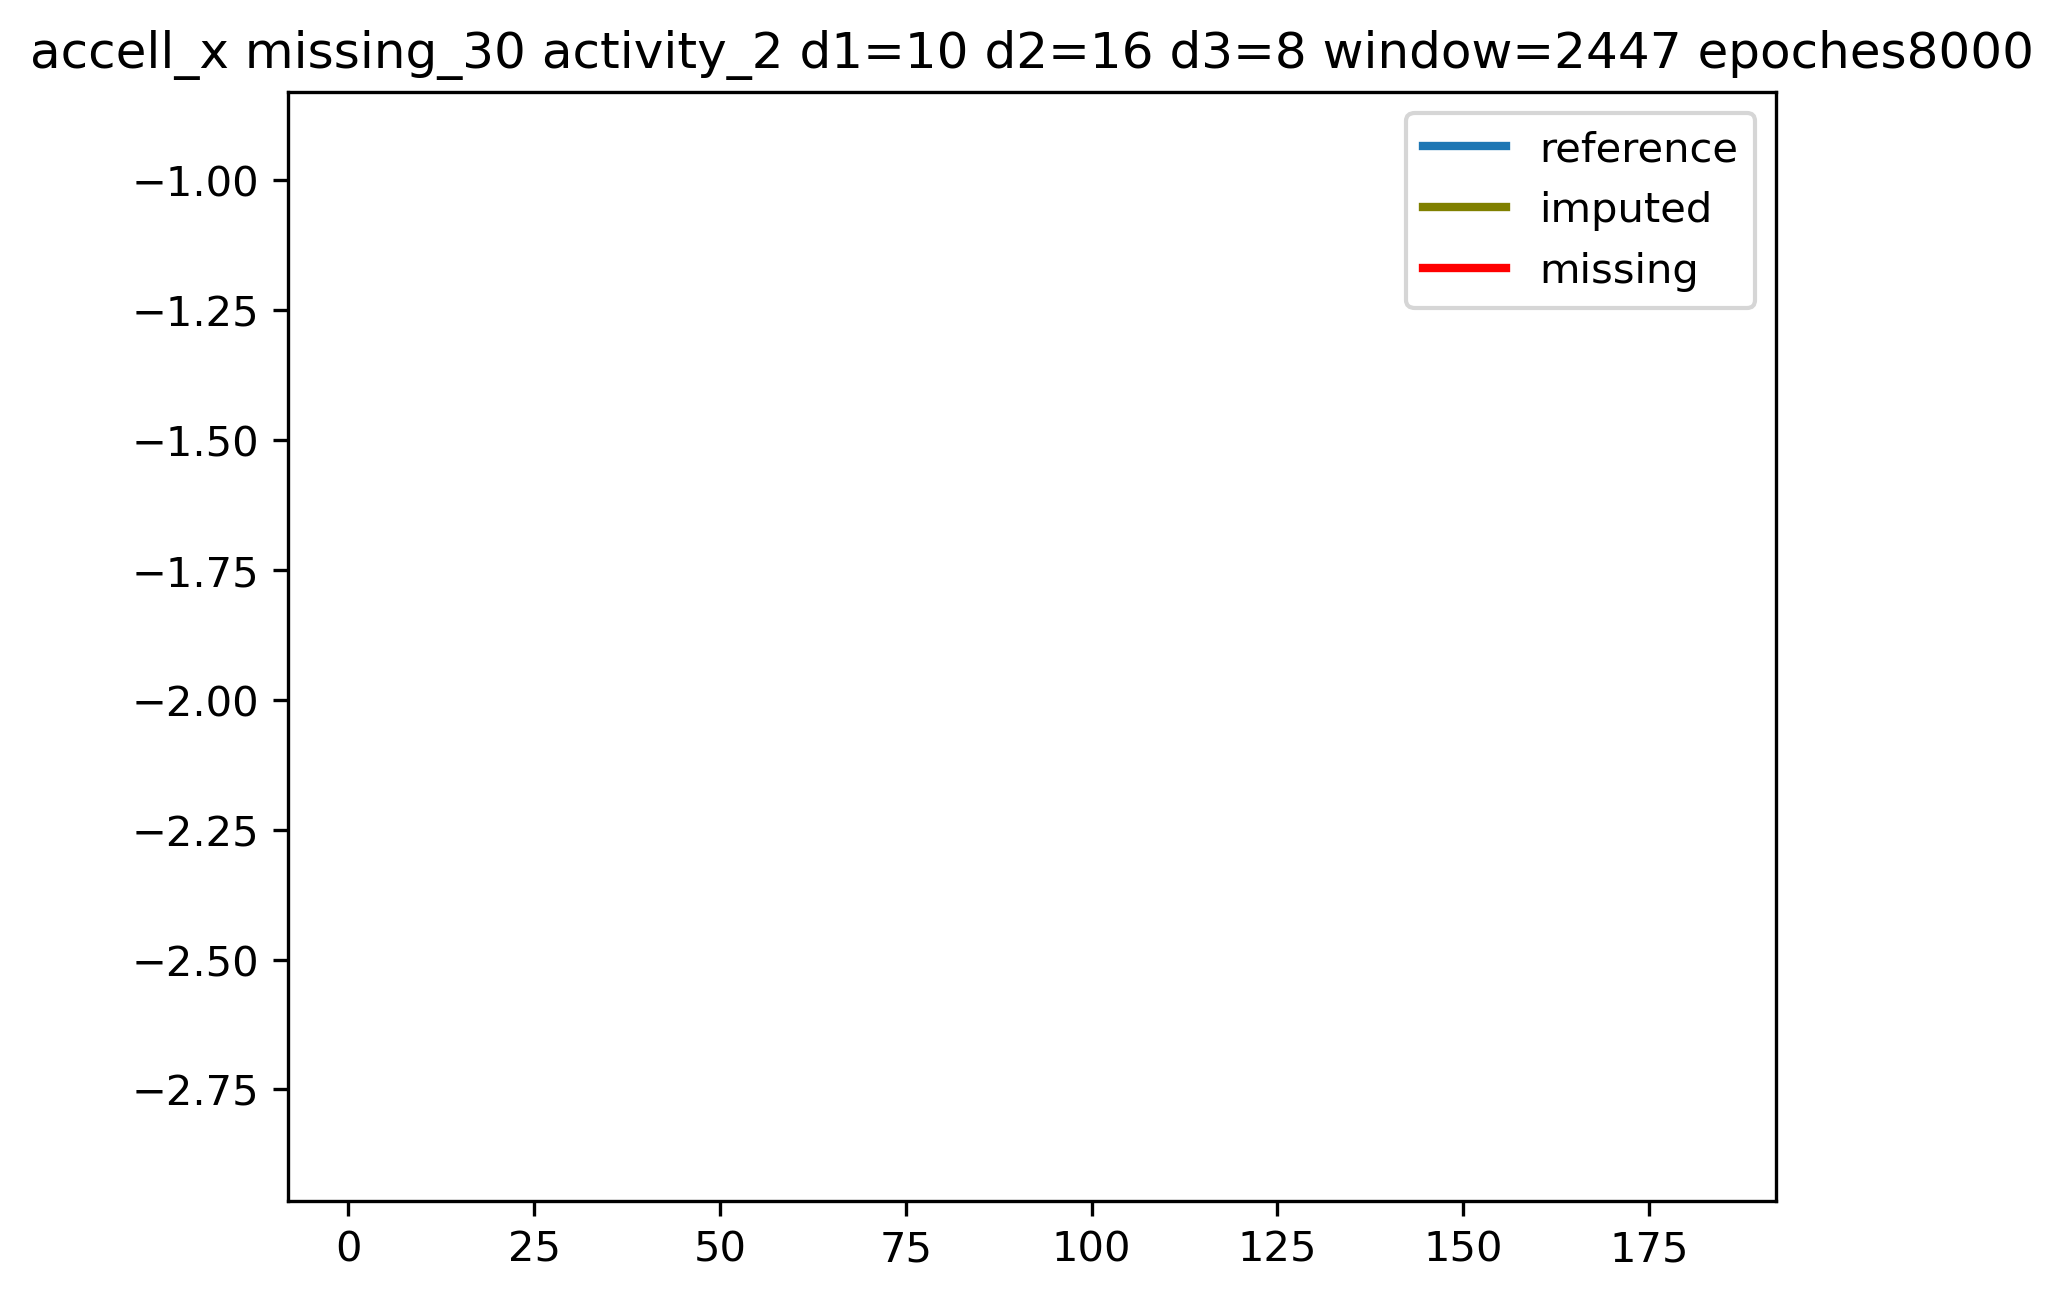 accell_x missing_30 activity_2 d1=10 d2=16 d3=8 window=2447 epoches8000
reference
imputed
missing
−1.00
−1.25
−1.50
−1.75
−2.00
−2.25
−2.50
−2.75
0 25 50 75 100 125 150 175